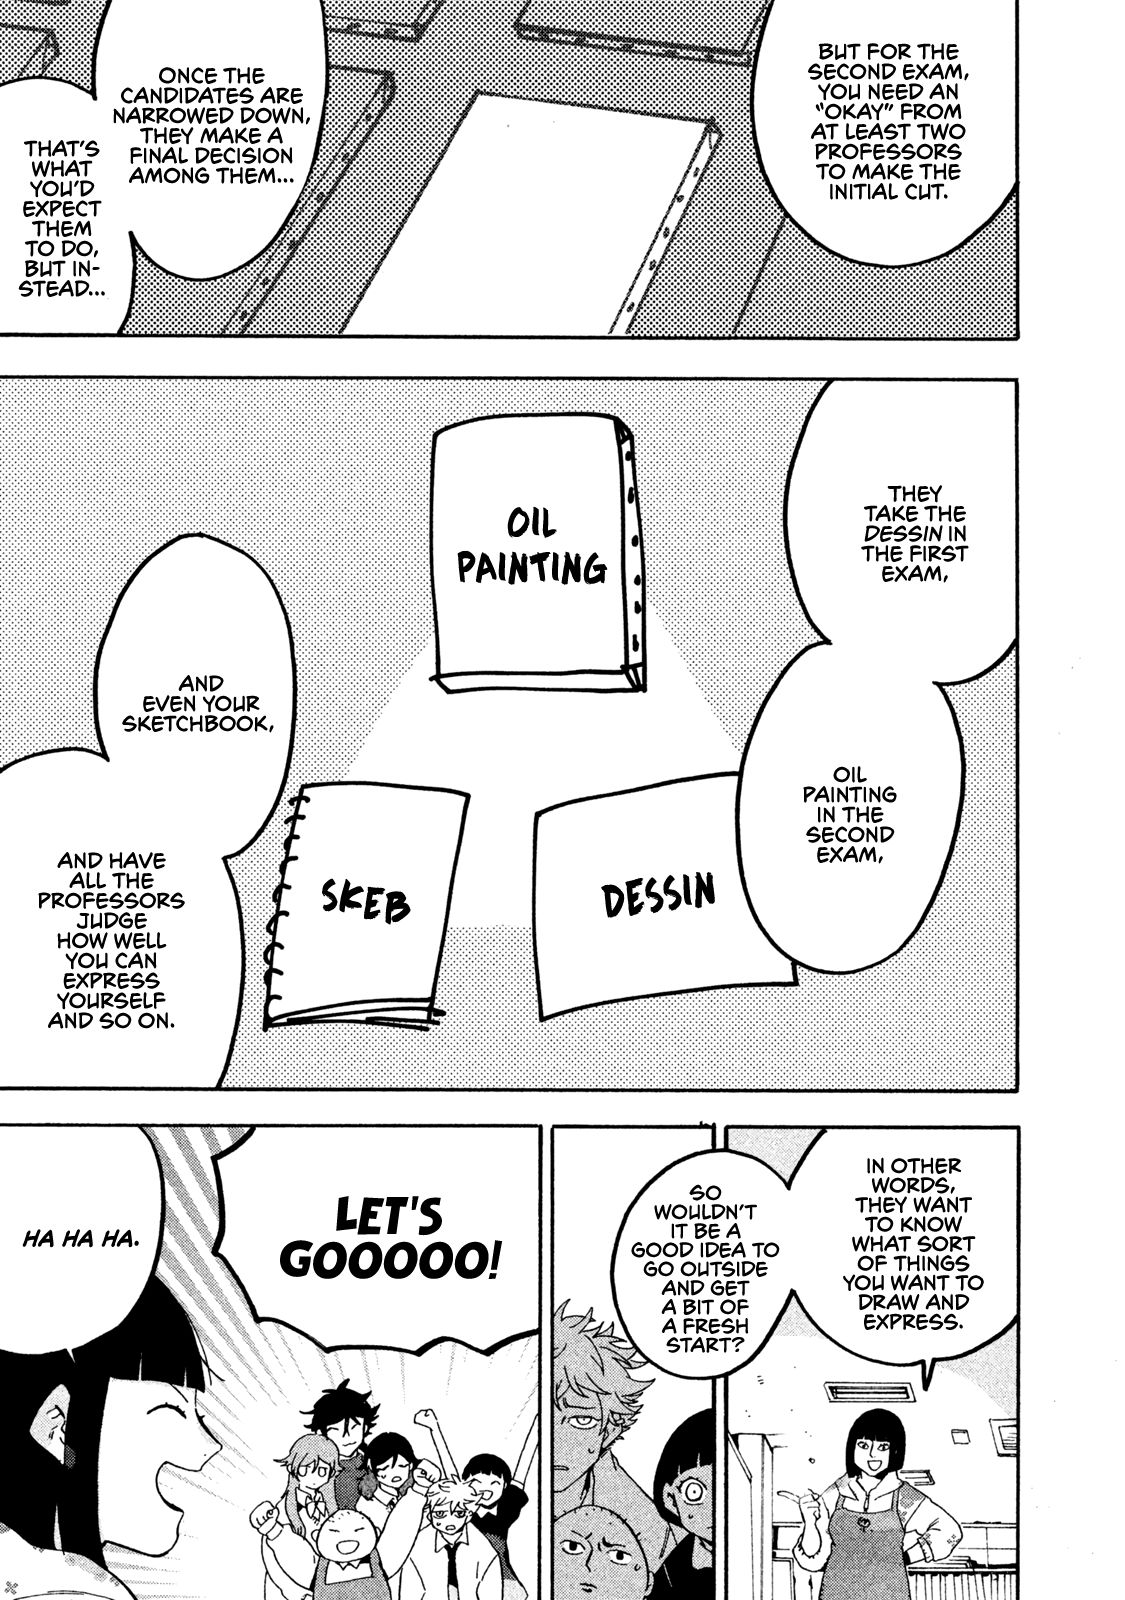 BUT FOR THE
SECOND EXAM,
YOU NEED AN
“OKAY” FROM
AT LEAST TWO
PROFESSORS
TO MAKE THE
INITIAL CUT.
ONCE THE
CANDIDATES ARE
NARROWED DOWN,
THEY MAKE A
FINAL DECISION
AMONG THEM...
THAT'S
WHAT
YOU'D
EXPECT
THEM
TO DO,
BUT IN-
STEAD...
THEY
TAKE THE
DESSIN IN
THE FIRST
EXAM,
OIL
PAINTING
IN THE
SECOND
EXAM,
OIL
PAINTING
DESSIN
SKEB
AND
EVEN YOUR
SKETCHBOOK,
AND HAVE
ALL THE
PROFESSORS
JUDGE
HOW WELL
YOU CAN
EXPRESS
YOURSELF
AND SO ON.
IN OTHER
WORDS,
THEY WANT
TO KNOW
WHAT SORT
OF THINGS
YOU WANT TO
DRAW AND
EXPRESS.
SO
WOULDN'T
IT BE A
GOOD IDEA TO
GO OUTSIDE
AND GET
A BIT OF
A FRESH
START?
LET'S
GOOOOO!
HA HA HA.